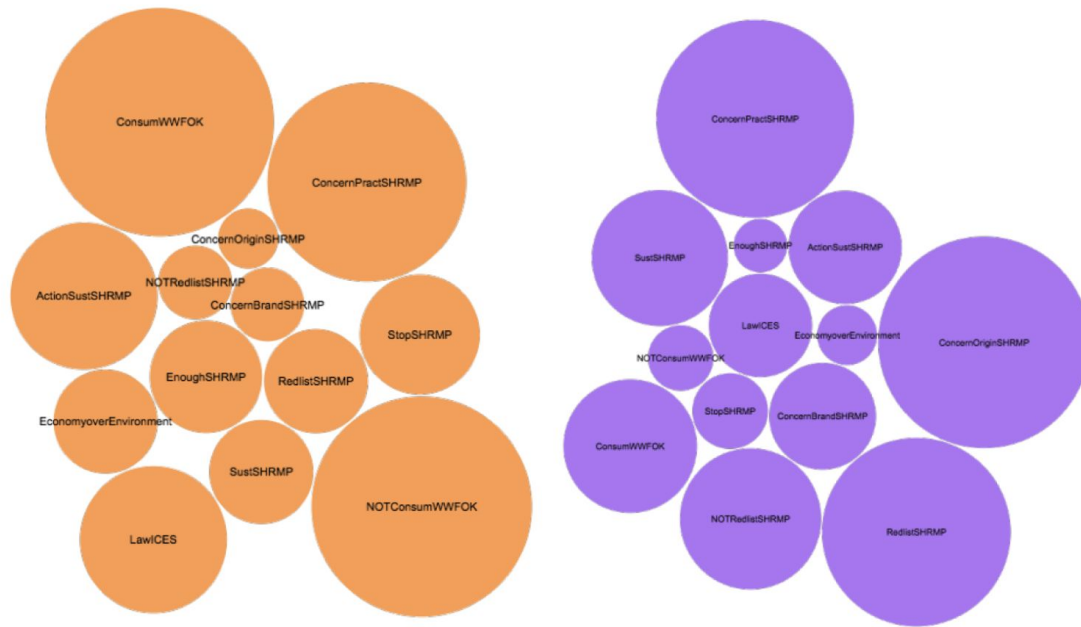 ConsumWWFOK
ConcernPractSHRMP
ConcernOriginSHRMP
NOTRedlistSHRMP
ActionSustSHRMP
ConcernBrandSHRMP
StopSHRMP
EnoughSHRMP
RedlistSHRMP
EconomyoverEnvironment
SustSHRMP
NOTConsumWWFOK
LawICES
ConcernPractSHRMP
EnoughSHRMP
ActionSustSHRMP
SustSHRMP
LawICES
EconomyoverEnvironment
ConcernOriginSHRMP
NOTConsumWWFOK
StopSHRMP
ConcernBrandSHRMP
ConsumWWFOK
NOTRedlistSHRMP
RedlistSHRMP